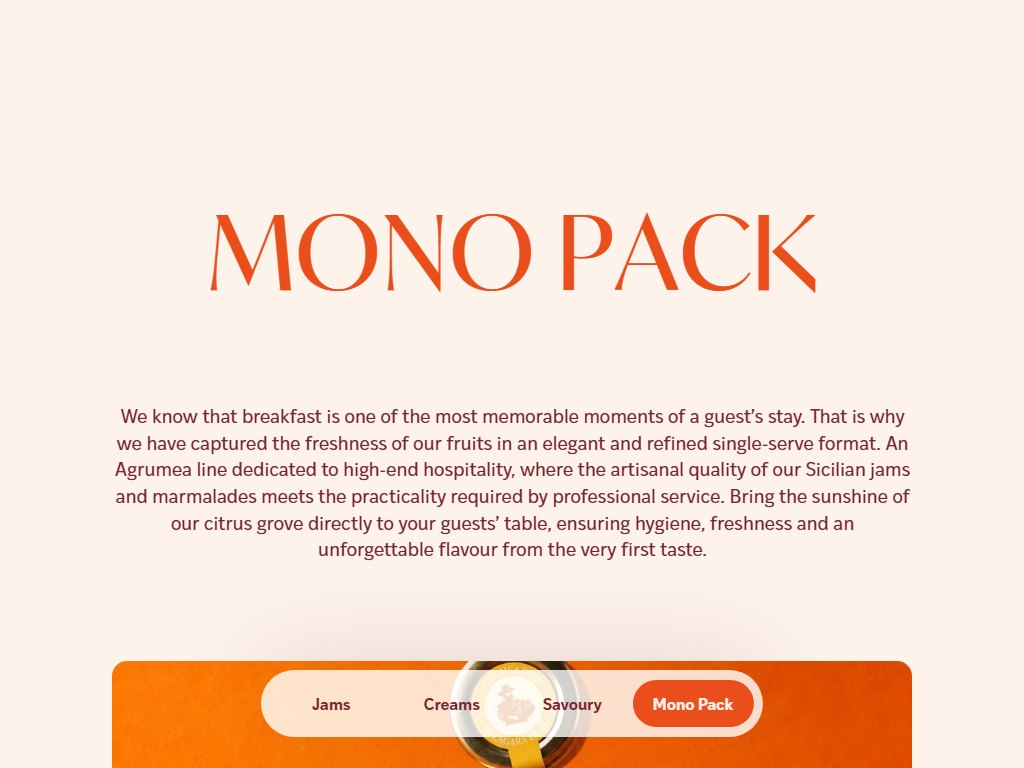 MONO PACK
We know that breakfast is one of the most memorable moments of a guest’s stay. That is why
we have captured the freshness of our fruits in an elegant and refined single-serve format. An
Agrumea line dedicated to high-end hospitality, where the artisanal quality of our Sicilian jams
and marmalades meets the practicality required by professional service. Bring the sunshine of
our citrus grove directly to your guests’ table, ensuring hygiene, freshness and an
unforgettable flavour from the very first taste.
Jams
Creams
Savoury
Mono Pack